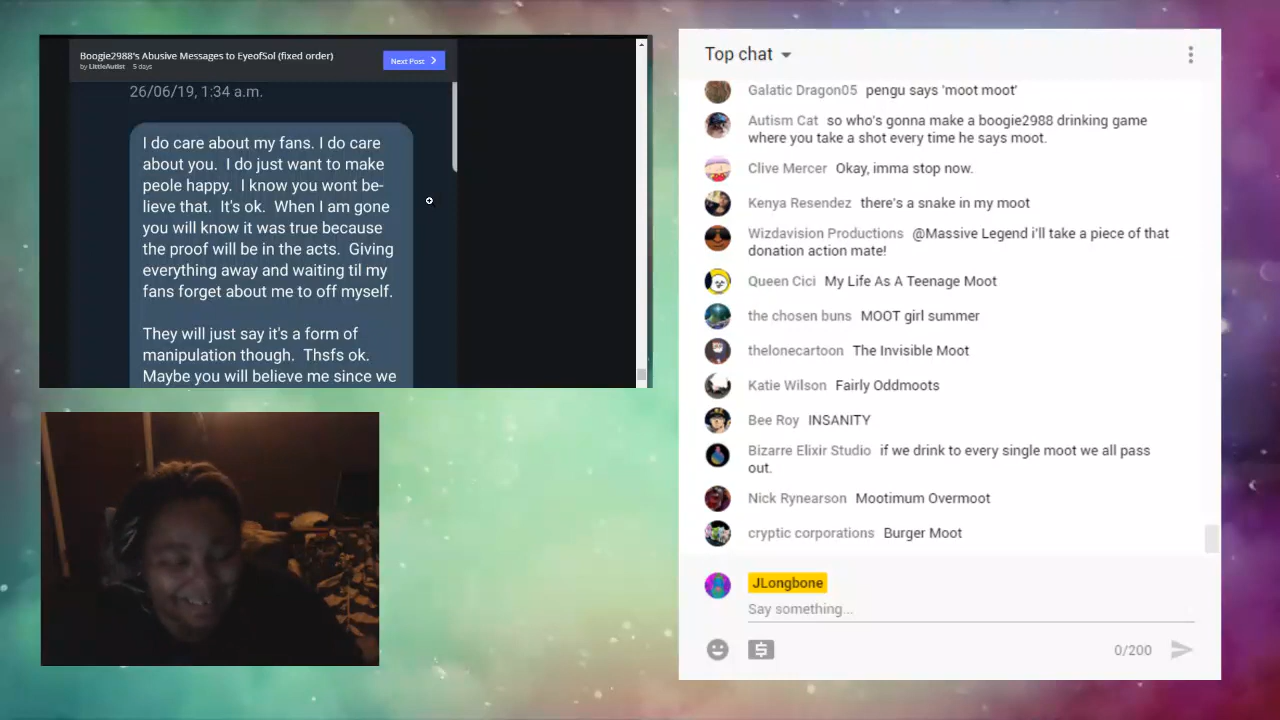 Boogie2988's Abusive Messages to EyeofSol (fixed order)
by LittleAutist 5 days
Next Post
26/06/19, 1:34 a.m.
I do care about my fans. I do care
about you. I do just want to make
peole happy. I know you wont be-
lieve that. It's ok. When I am gone
you will know it was true because
the proof will be in the acts. Giving
everything away and waiting til my
fans forget about me to off myself.
They will just say it's a form of
manipulation though. Thsfs ok.
Maybe you will believe me since we
Top chat
Galatic Dragon05 pengu says 'moot moot'
Autism Cat so who's gonna make a boogie2988 drinking game
where you take a shot every time he says moot.
Clive Mercer Okay, imma stop now.
Kenya Resendez there's a snake in my moot
Wizdavision Productions @Massive Legend i'll take a piece of that
donation action mate!
Queen Cici My Life As A Teenage Moot
the chosen buns MOOT girl summer
thelonecartoon The Invisible Moot
Katie Wilson Fairly Oddmoots
Bee Roy INSANITY
Bizarre Elixir Studio if we drink to every single moot we all pass
out.
Nick Rynearson Mootimum Overmoot
cryptic corporations Burger Moot
JLongbone
Say something...
0/200